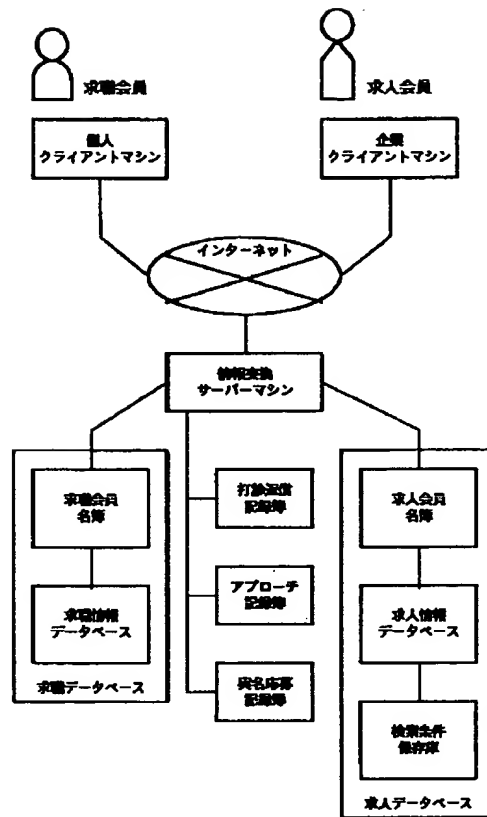 求職会員
求人会員
個人
クライアントマシン
企業
クライアントマシン
インターネット
情報交換
サーバーマシン
求職会員
名簿
打診返信
記録簿
求人会員
名簿
求職情報
データベース
アプローチ
記録簿
求人情報
データベース
求職データベース
匿名応募
記録簿
検索条件
保存庫
求人データベース